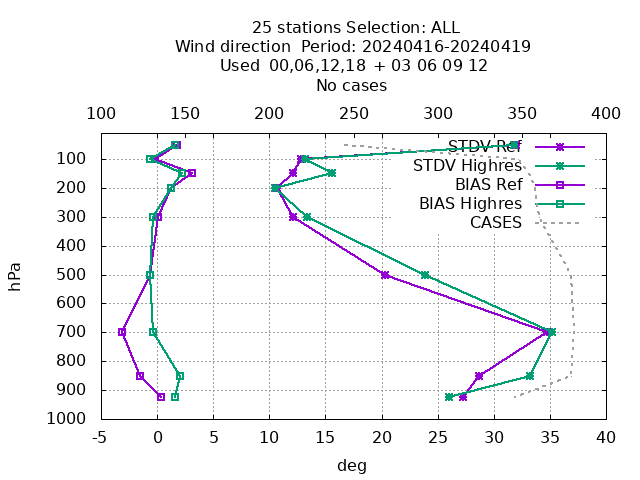 25 stations Selection: ALL
Wind direction  Period: 20240416-20240419
Used 00,06,12,18 + 03 06 09 12
No cases
100 150 200 250 300 350 400
STDV Ref
STDV Highres
BIAS Ref
BIAS Highres
CASES
100
200
300
400
500
600
700
800
900
1000
hPa
-5 0 5 10 15 20 25 30 35 40
deg